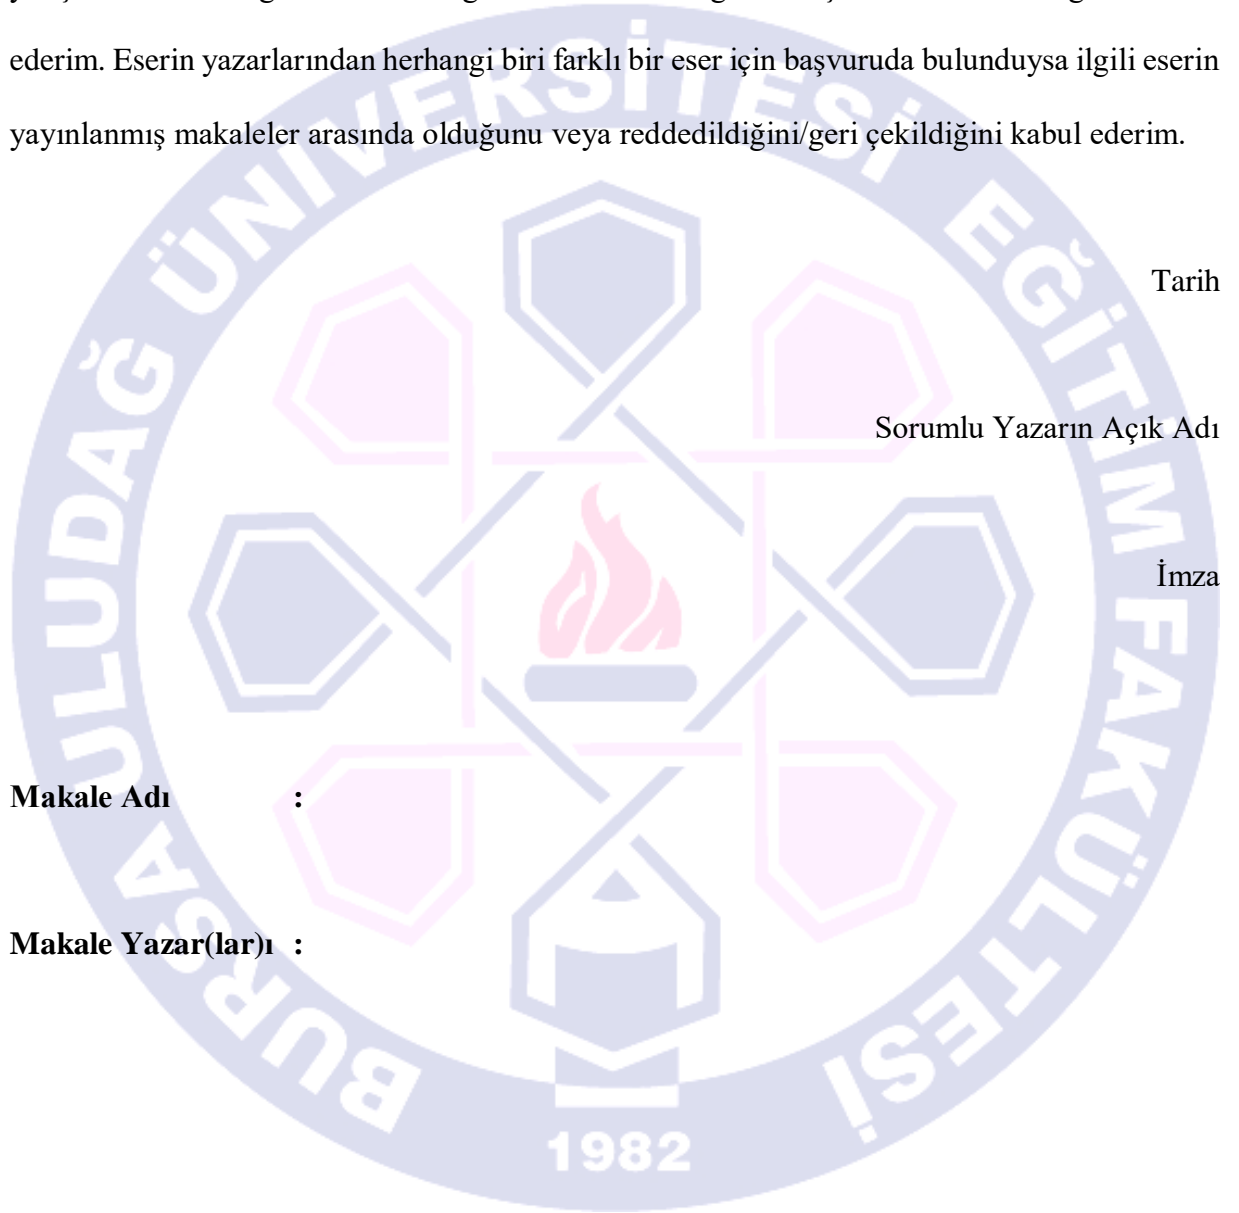 ederim. Eserin yazarlarından herhangi biri farklı bir eser için başvuruda bulunduysa ilgili eserin
yayınlanmış makaleler arasında olduğunu veya reddedildiğini/geri çekildiğini kabul ederim.
Tarih
Sorumlu Yazarın Açık Adı
İmza
Makale Adı :
Makale Yazar(lar)ı :
BURSA ULUDAĞ ÜNİVERSİTESİ EĞİTİM FAKÜLTESİ
1982